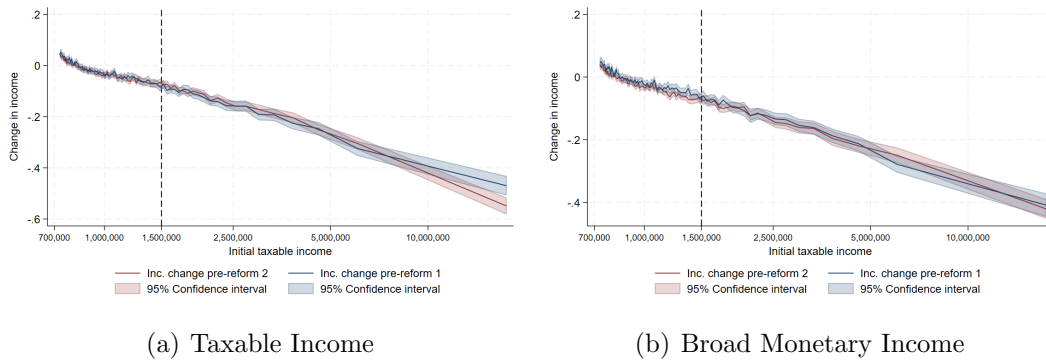 .2
0
-.2
-.4
-.6
Change in income
700,000 1,000,000 1,500,000 2,500,000 5,000,000 10,000,000
Initial taxable income
Inc. change pre-reform 2 Inc. change pre-reform 1
95% Confidence interval 95% Confidence interval
(a) Taxable Income
.2
0
-.2
-.4
Change in income
700,000 1,000,000 1,500,000 2,500,000 5,000,000 10,000,000
Initial taxable income
Inc. change pre-reform 2 Inc. change pre-reform 1
95% Confidence interval 95% Confidence interval
(b) Broad Monetary Income